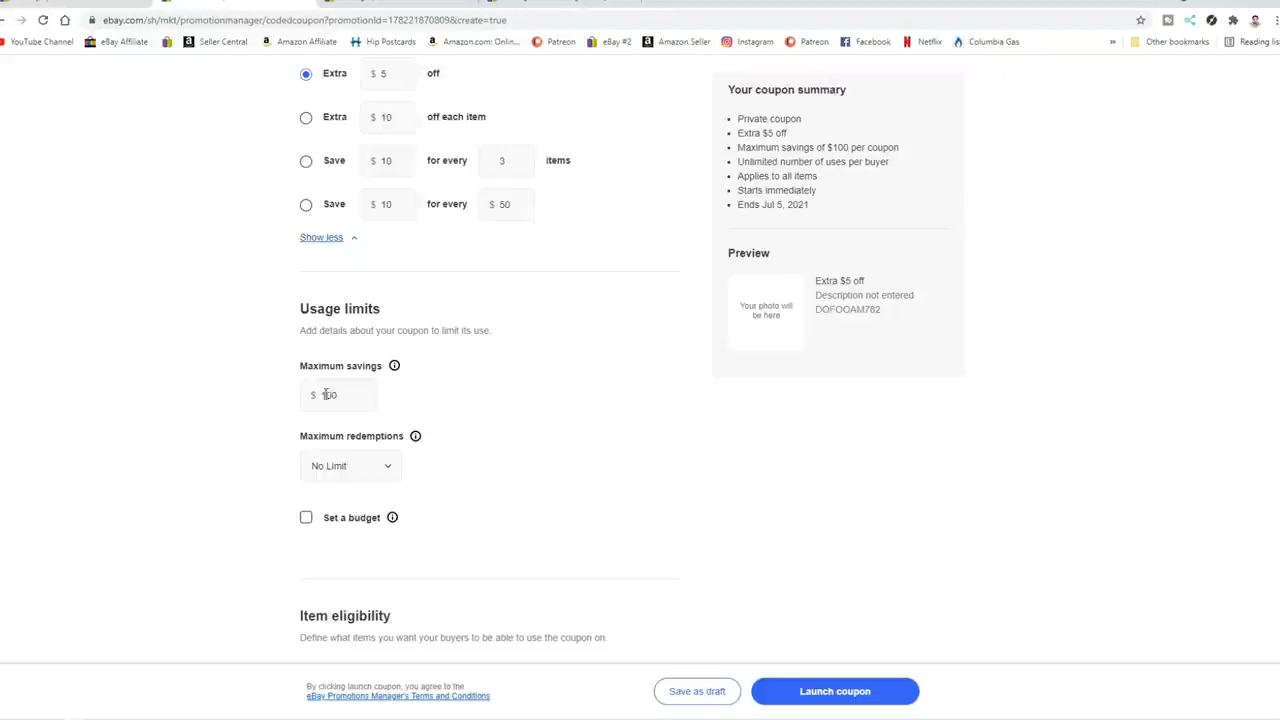 ebay.com/sh/mkt/promotionmanager/codedcoupon?promotionId=178221870809&create=true
YouTube Channel eBay Affiliate Seller Central Amazon Affiliate Hip Postcards Amazon.com: Onlin... Patreon eBay #2 Amazon Seller Instagram Patreon Facebook Netflix Columbia Gas » Other bookmarks Reading list
Extra $ 5 off
Extra $ 10 off each item
Save $ 10 for every 3 items
Save $ 10 for every $ 50
Show less
Usage limits
Add details about your coupon to limit its use.
Maximum savings
$ 100
Maximum redemptions
No Limit
Set a budget
Item eligibility
Define what items you want your buyers to be able to use the coupon on.
Your coupon summary
• Private coupon
• Extra $5 off
• Maximum savings of $100 per coupon
• Unlimited number of uses per buyer
• Applies to all items
• Starts immediately
• Ends Jul 5, 2021
Preview
Your photo will
be here
Extra $5 off
Description not entered
DOFOOAM782
By clicking launch coupon, you agree to the
eBay Promotions Manager's Terms and Conditions
Save as draft
Launch coupon